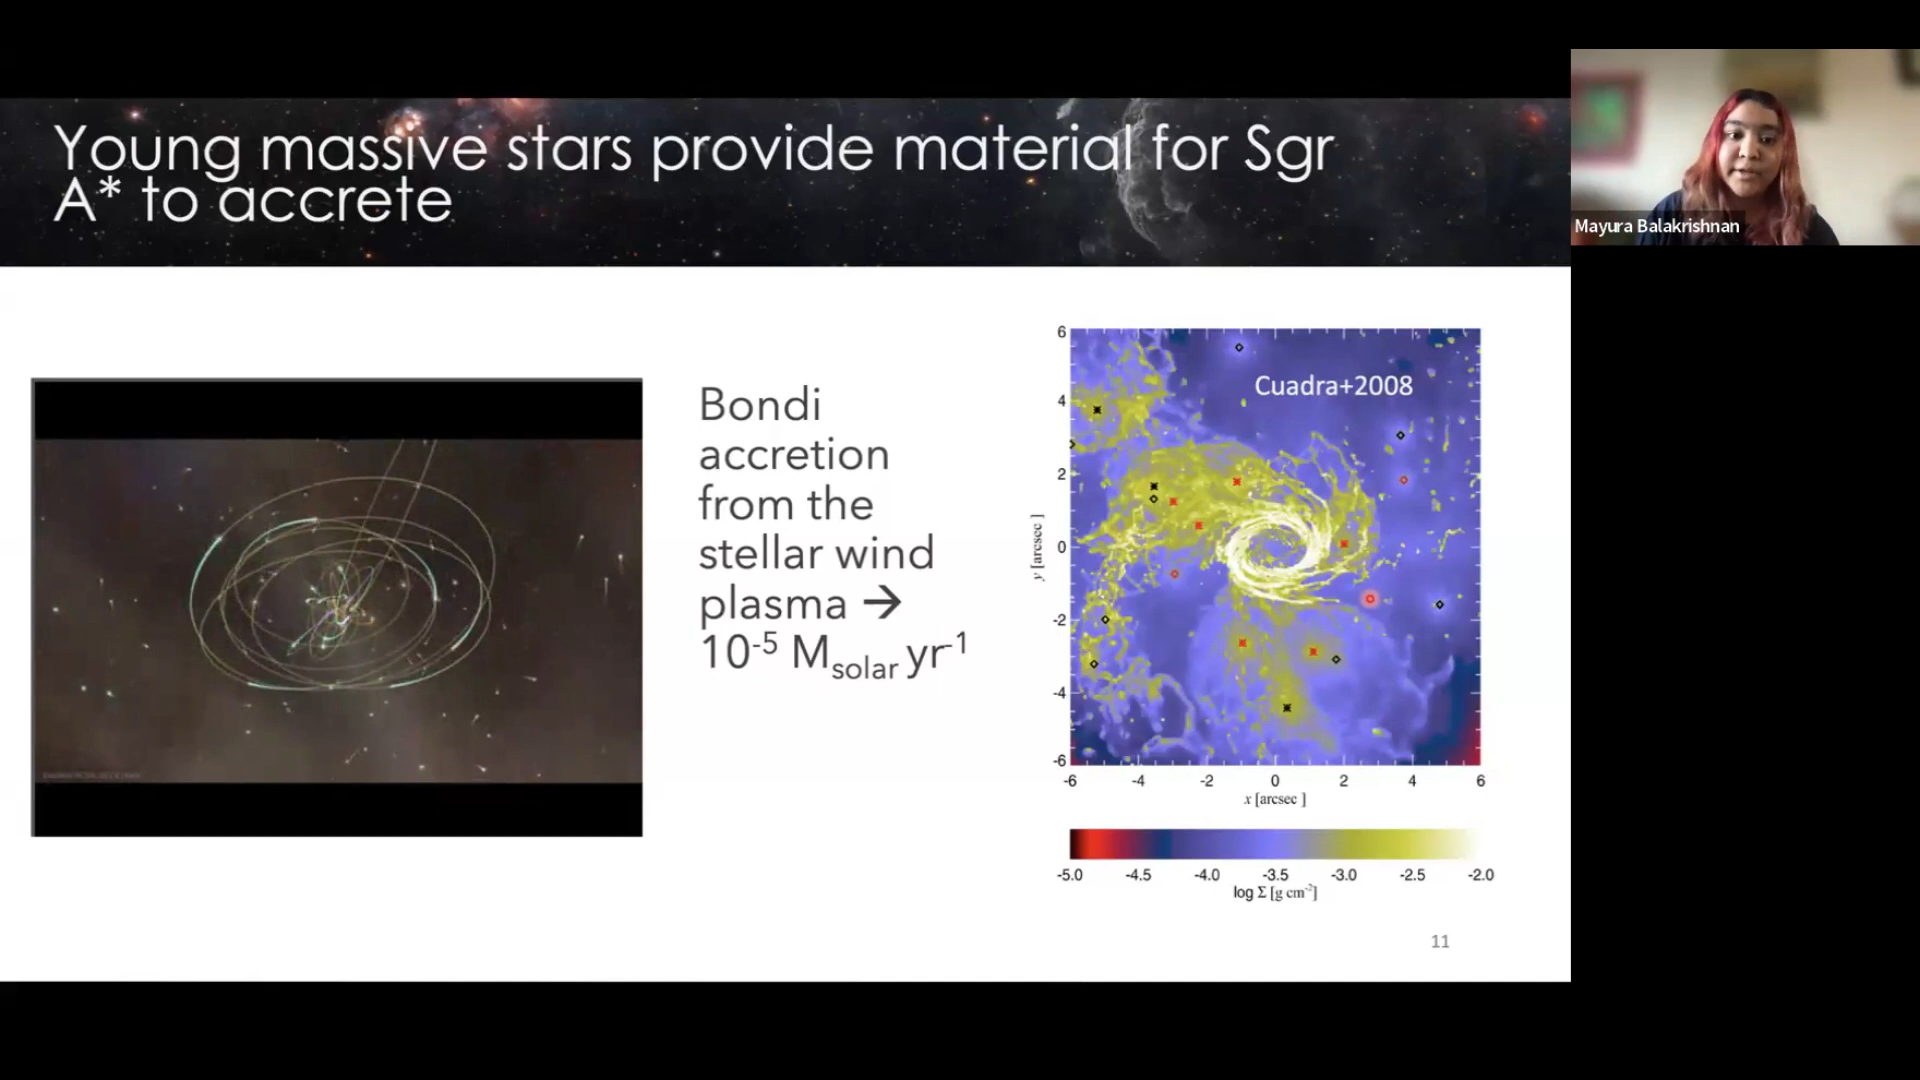 Young massive stars provide material for Sgr
A* to accrete
Mayura Balakrishnan
Bondi
accretion
from the
stellar wind
plasma →
10⁻⁵ M_solar yr⁻¹
Cuadra+2008
6
4
2
0
-2
-4
-6
y [arcsec ]
-6 -4 -2 0 2 4 6
x [arcsec ]
-5.0 -4.5 -4.0 -3.5 -3.0 -2.5 -2.0
log Σ [g cm⁻²]
11